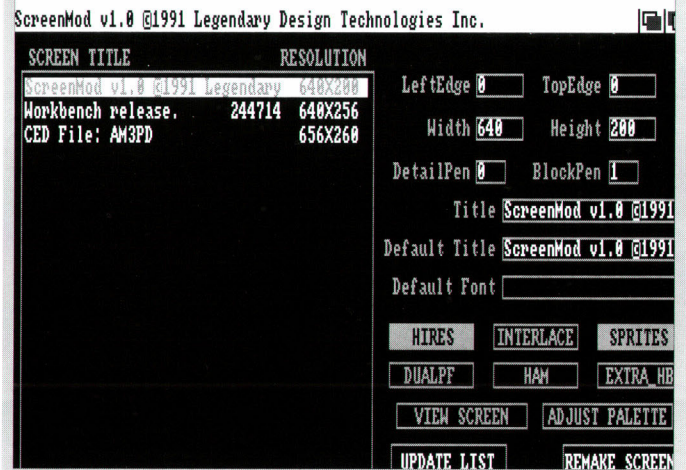 ScreenMod v1.0 ©1991 Legendary Design Technologies Inc.
SCREEN TITLE RESOLUTION
ScreenMod v1.0 ©1991 Legendary 640X200
Workbench release. 244714 640X256
CED File: AM3PD 656X260
LeftEdge 0 TopEdge 0
Width 640 Height 200
DetailPen 0 BlockPen 1
Title ScreenMod v1.0 ©1991
Default Title ScreenMod v1.0 ©1991
Default Font
HIRES INTERLACE SPRITES
DUALPF HAM EXTRA_HB
VIEW SCREEN ADJUST PALETTE
UPDATE LIST REMAKE SCREEN